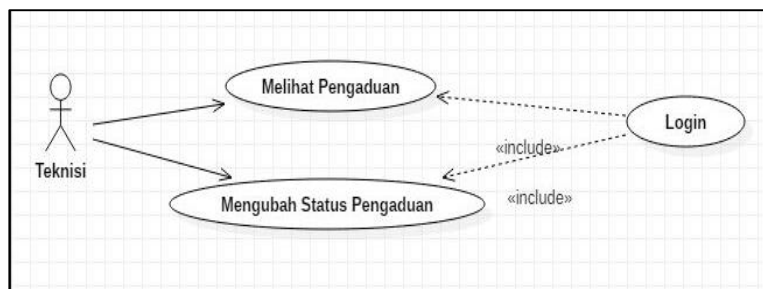 Melihat Pengaduan
Login
«include»
Teknisi
Mengubah Status Pengaduan
«include»